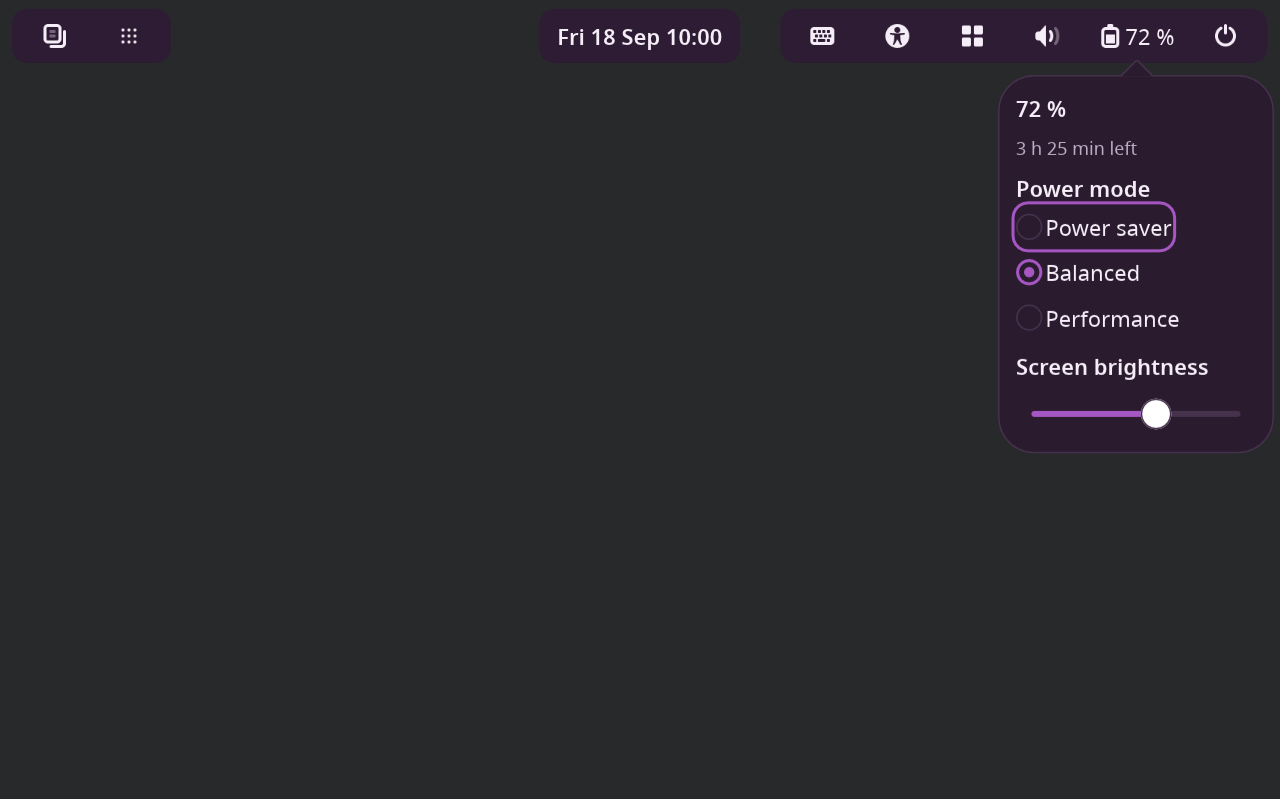 Fri 18 Sep 10:00
72 %
72 %
3 h 25 min left
Power mode
Power saver
Balanced
Performance
Screen brightness